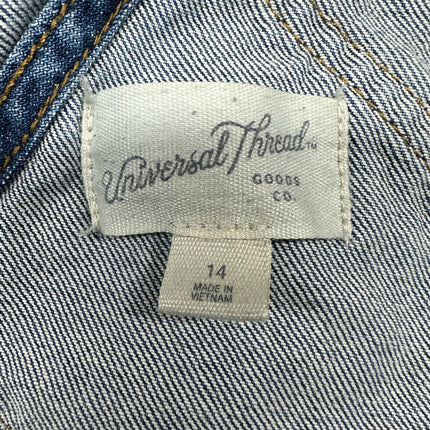 Universal Thread™
GOODS
CO.
14
MADE IN
VIETNAM